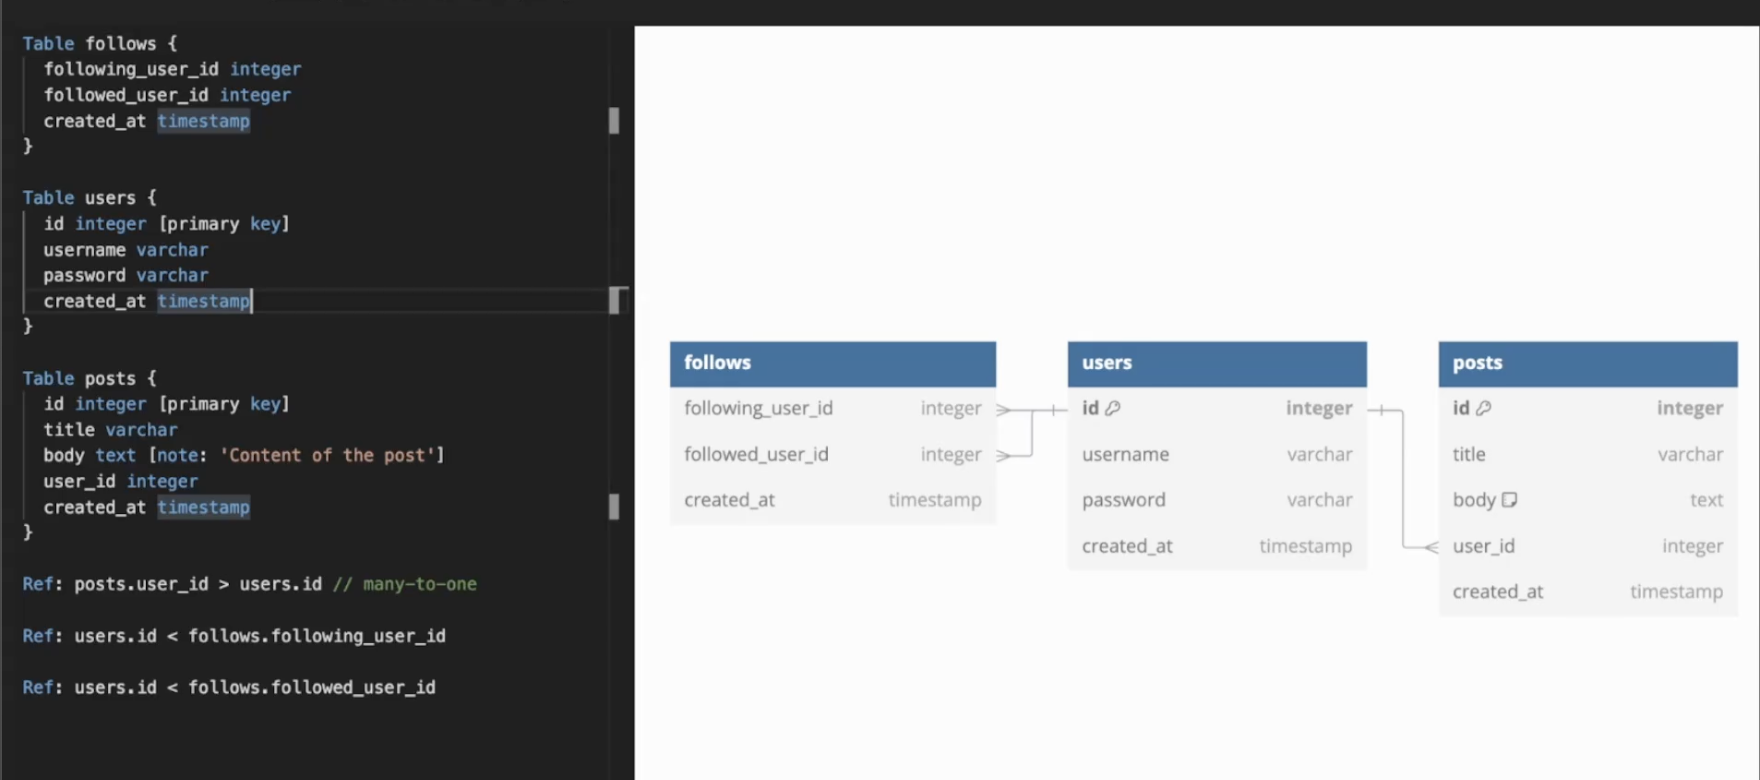 Table follows {
following_user_id integer
followed_user_id integer
created_at timestamp
}
Table users {
id integer [primary key]
username varchar
password varchar
created_at timestamp
}
Table posts {
id integer [primary key]
title varchar
body text [note: 'Content of the post']
user_id integer
created_at timestamp
}
Ref: posts.user_id > users.id // many-to-one
Ref: users.id < follows.following_user_id
Ref: users.id < follows.followed_user_id
follows
following_user_id integer
followed_user_id integer
created_at timestamp
users
id integer
username varchar
password varchar
created_at timestamp
posts
id integer
title varchar
body text
user_id integer
created_at timestamp